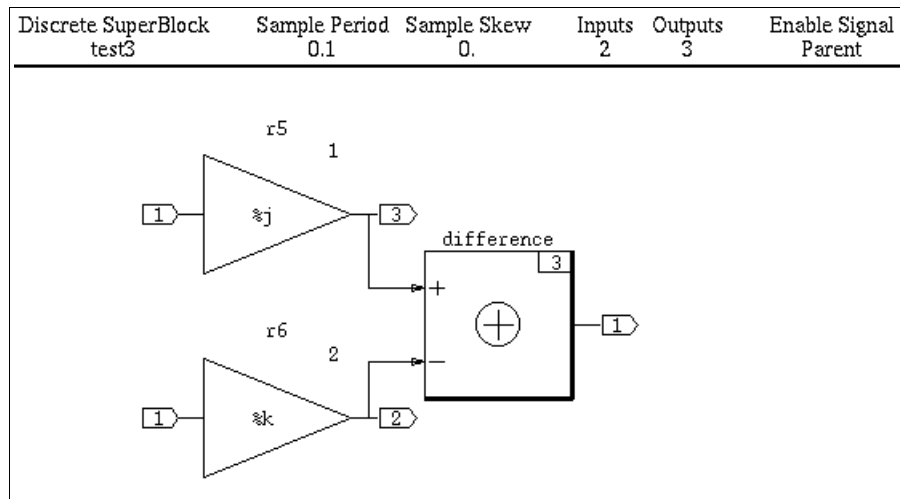 Discrete SuperBlock Sample Period Sample Skew Inputs Outputs Enable Signal
test3 0.1 0. 2 3 Parent
r5
1
1 %j 3
difference
3
+
1
r6
−
2
1 %k 2